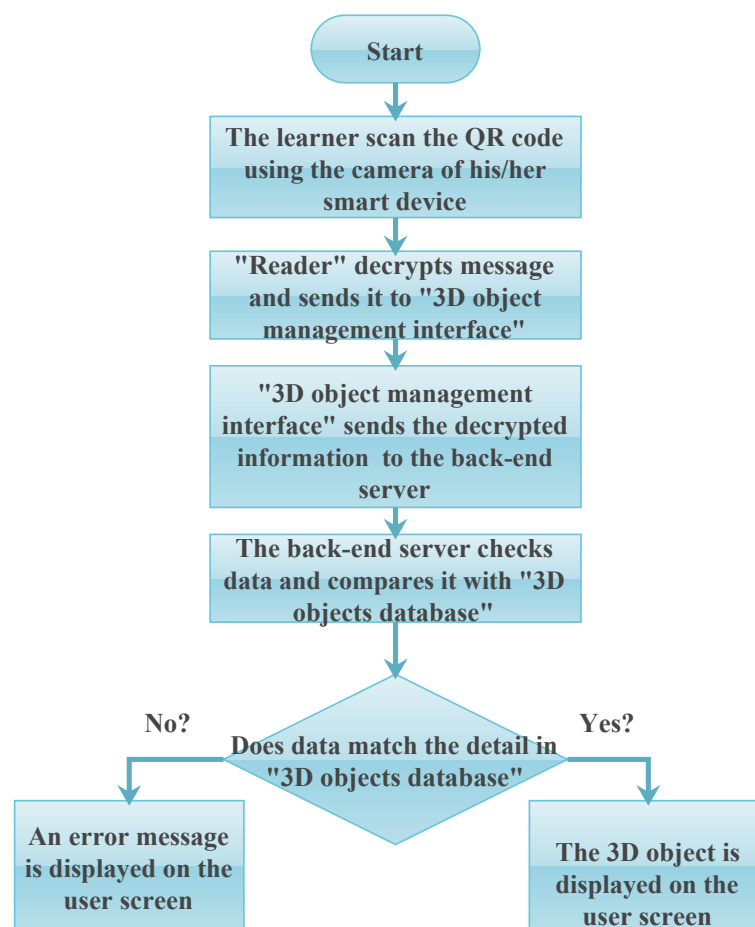 Start
The learner scan the QR code
using the camera of his/her
smart device
"Reader" decrypts message
and sends it to "3D object
management interface"
"3D object management
interface" sends the decrypted
information  to the back-end
server
The back-end server checks
data and compares it with "3D
objects database"
No?
Yes?
Does data match the detail in
"3D objects database"
An error message
is displayed on the
user screen
The 3D object is
displayed on the
user screen